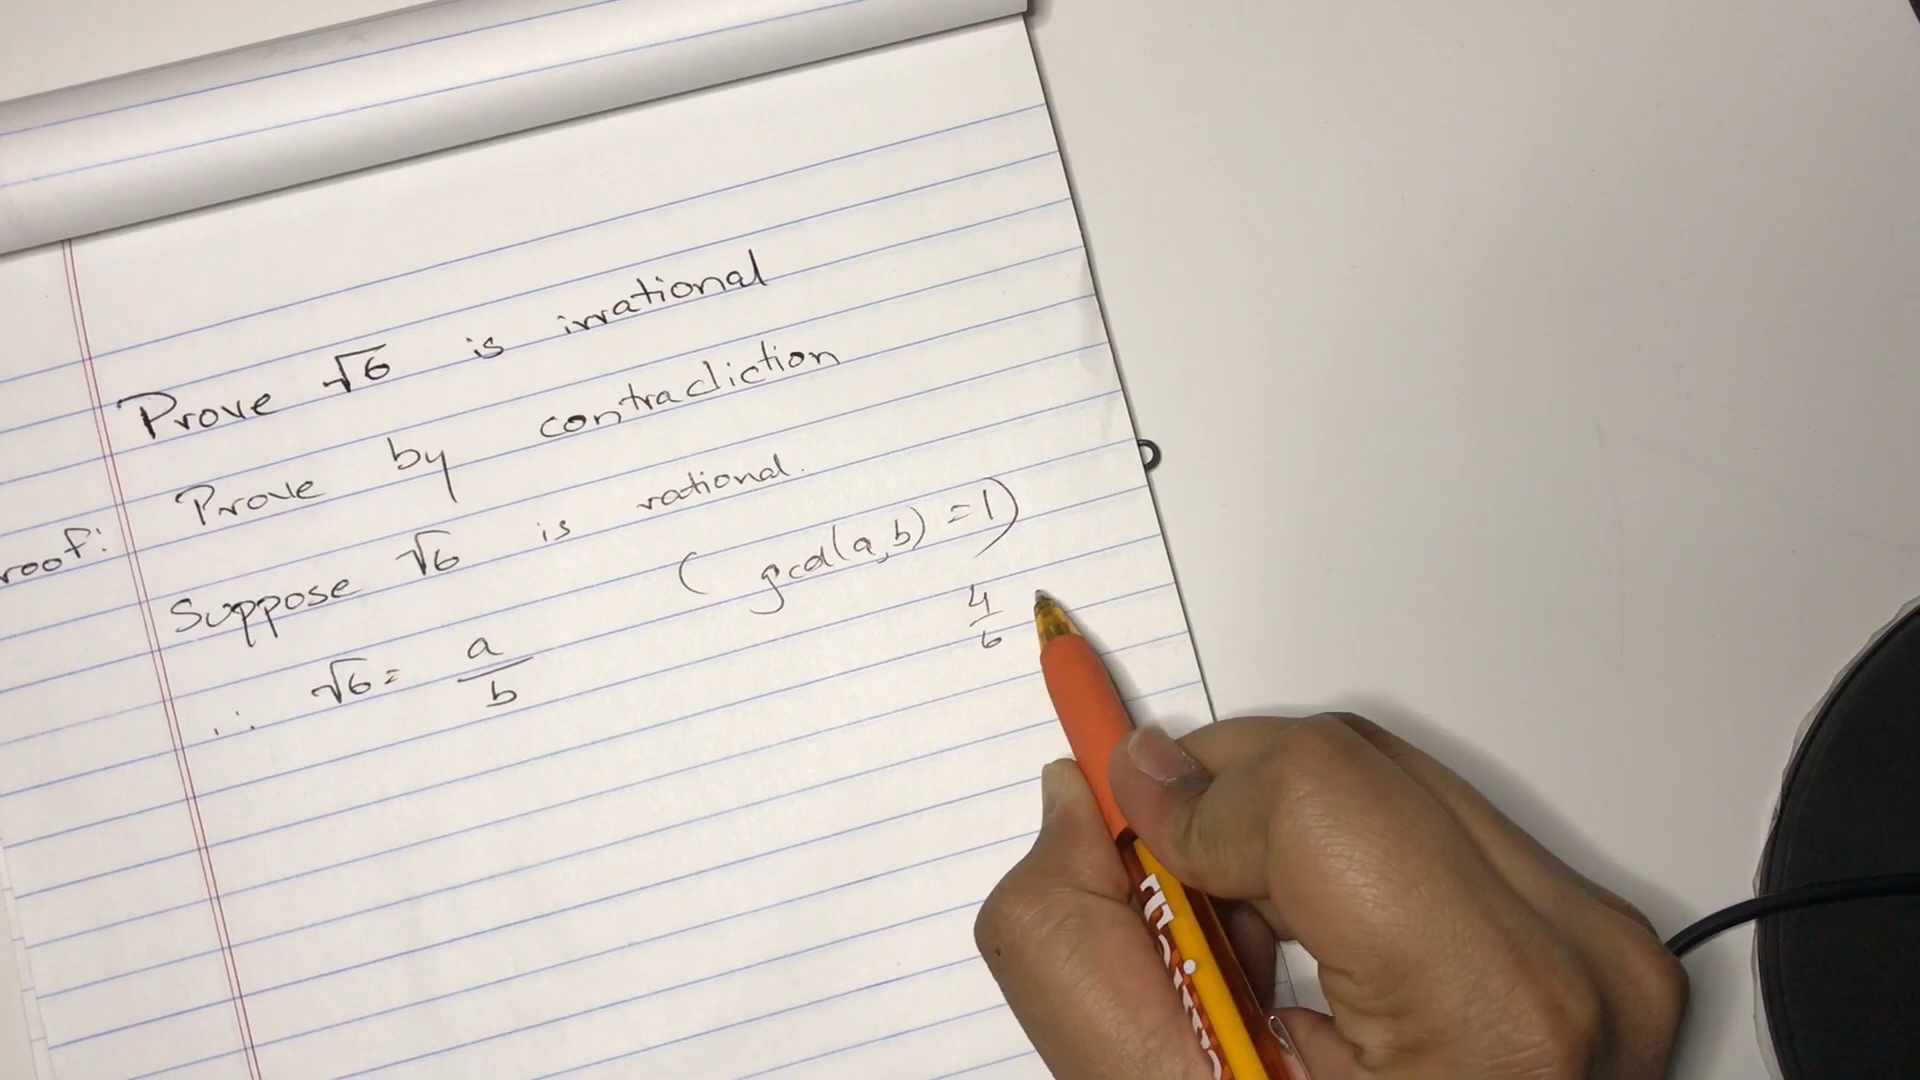 Prove √6 is irrational
Prove by contradiction
roof:
Suppose √6 is rational.
∴ √6 = a/b (gcd(a,b) = 1)
4/6